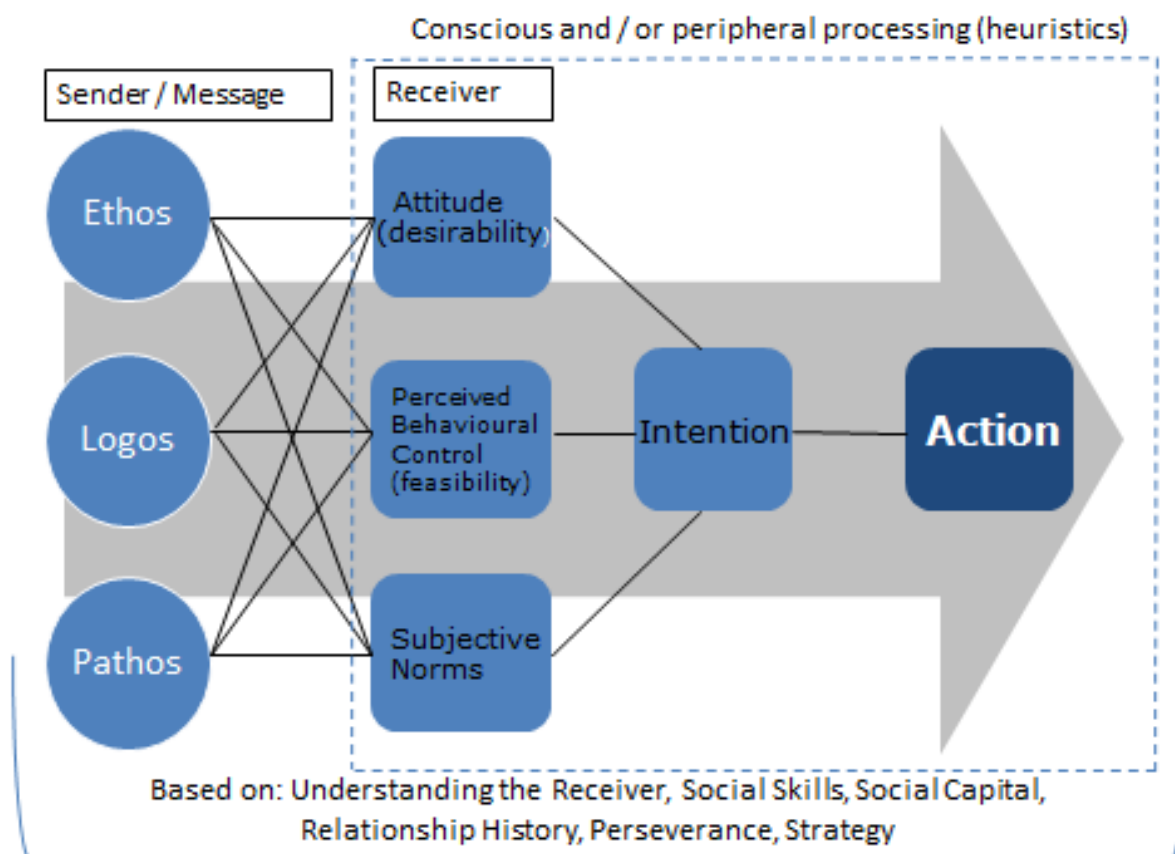 Conscious and / or peripheral processing (heuristics)
Sender / Message
Receiver
Ethos
Attitude
(desirability)
Logos
Perceived
Behavioural
Control
(feasibility)
Intention
Action
Pathos
Subjective
Norms
Based on: Understanding the Receiver, Social Skills, Social Capital,
Relationship History, Perseverance, Strategy